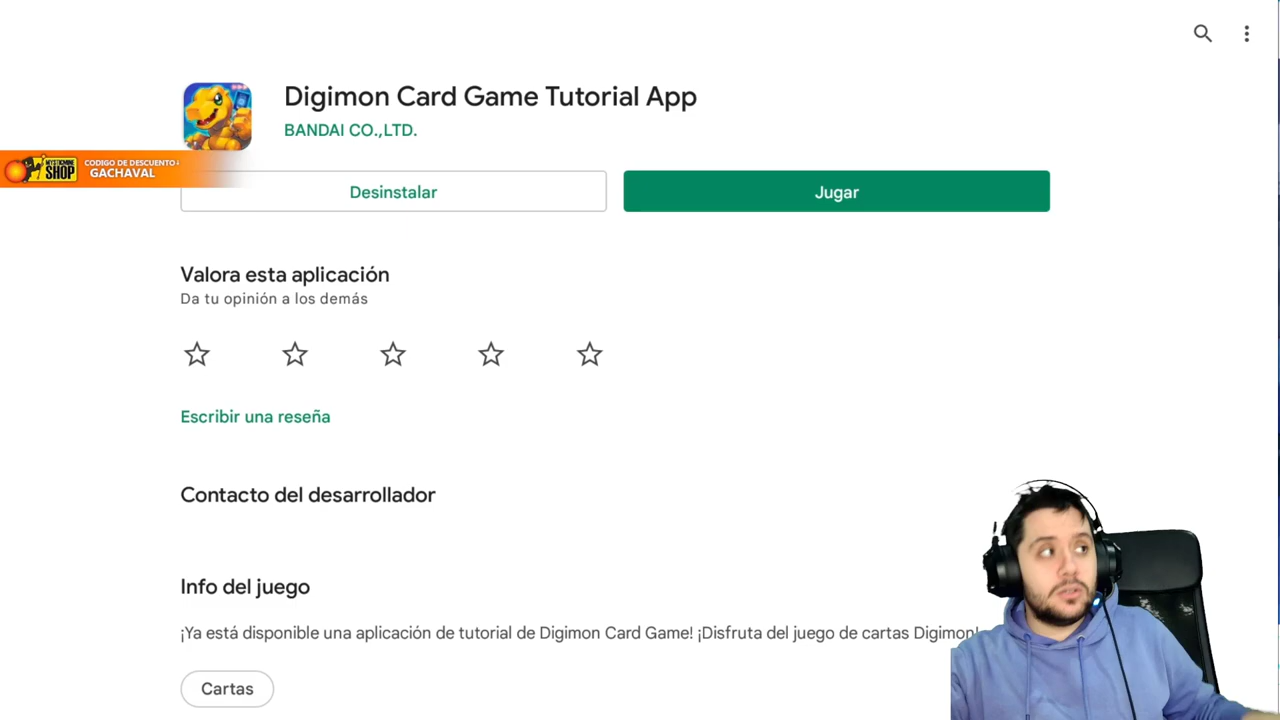 Digimon Card Game Tutorial App
BANDAI CO.,LTD.
MYSTICMINE
SHOP
CODIGO DE DESCUENTO:
GACHAVAL
Desinstalar
Jugar
Valora esta aplicación
Da tu opinión a los demás
Escribir una reseña
Contacto del desarrollador
Info del juego
¡Ya está disponible una aplicación de tutorial de Digimon Card Game! ¡Disfruta del juego de cartas Digimon!
Cartas